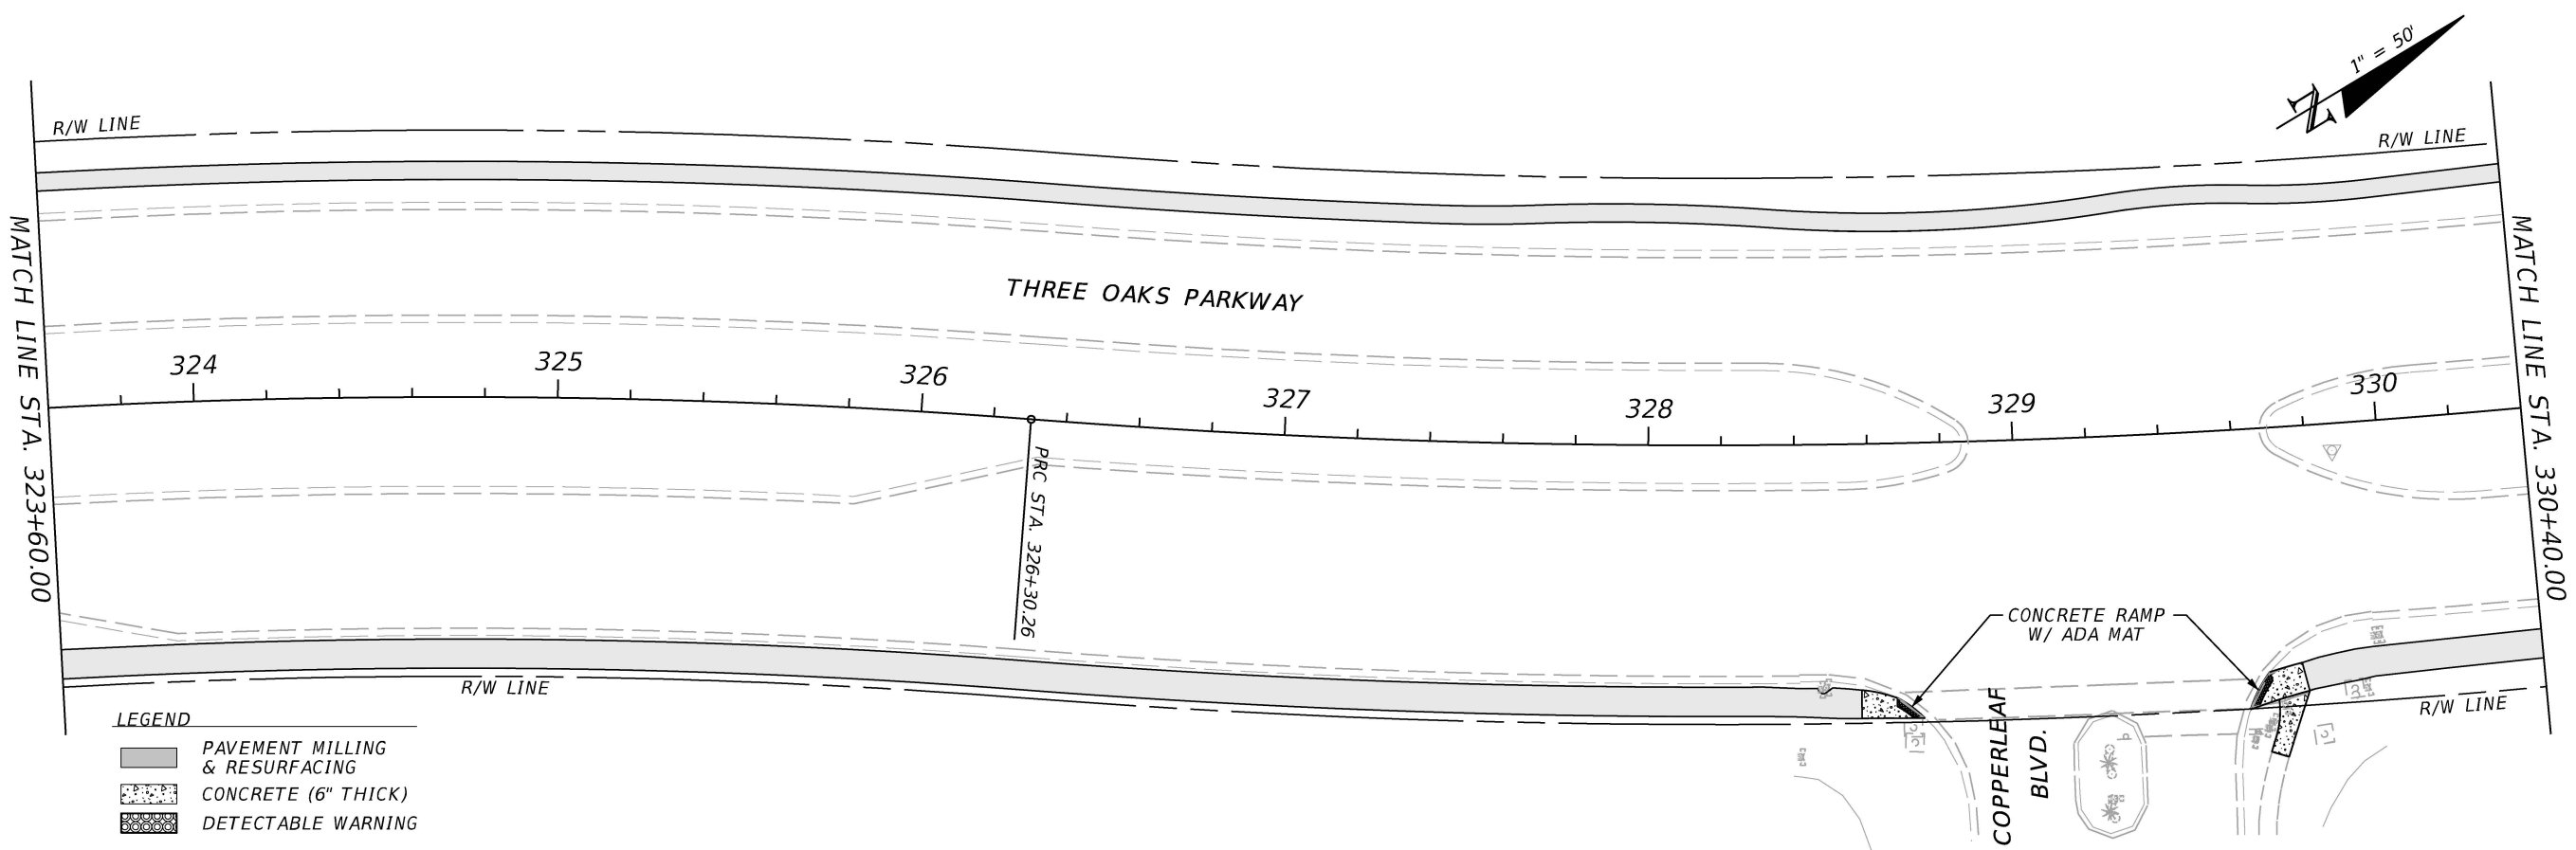 1" = 50'
N
R/W LINE
R/W LINE
MATCH LINE STA. 323+60.00
MATCH LINE STA. 330+40.00
THREE OAKS PARKWAY
324
325
326
327
328
329
330
PRC STA. 326+30.26
CONCRETE RAMP
W/ ADA MAT
R/W LINE
R/W LINE
COPPERLEAF
BLVD.
LEGEND
PAVEMENT MILLING
& RESURFACING
CONCRETE (6" THICK)
DETECTABLE WARNING